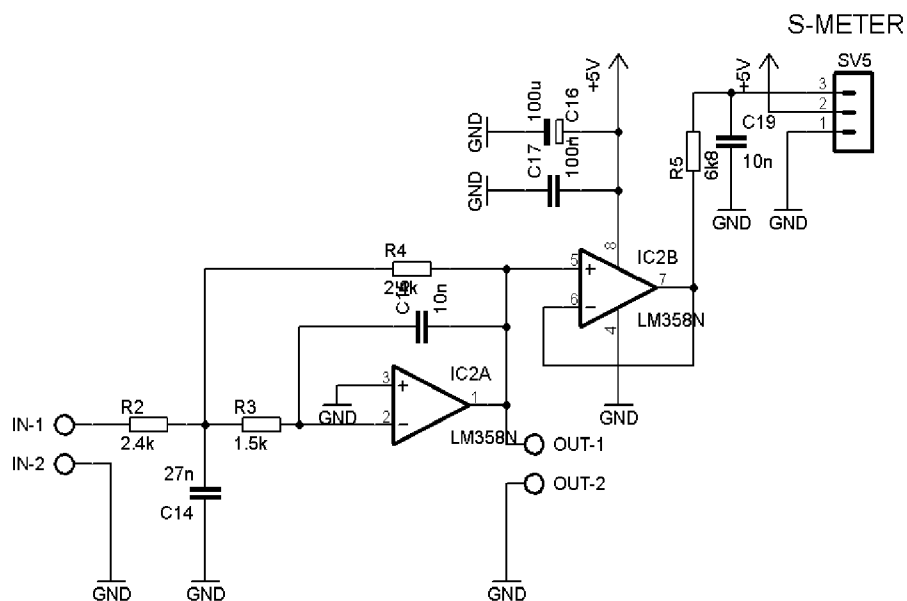 S-METER
SV5
+5V
+5V
3
2
1
100u
C16
GND
C17
100n
GND
R5
6k8
C19
10n
GND
GND
8
R4
10n
5
6
IC2B
7
LM358N
4
GND
IC2A
3
2
1
GND
LM358N
IN-1
R2
2.4k
R3
1.5k
IN-2
27n
C14
OUT-1
OUT-2
GND
GND
GND